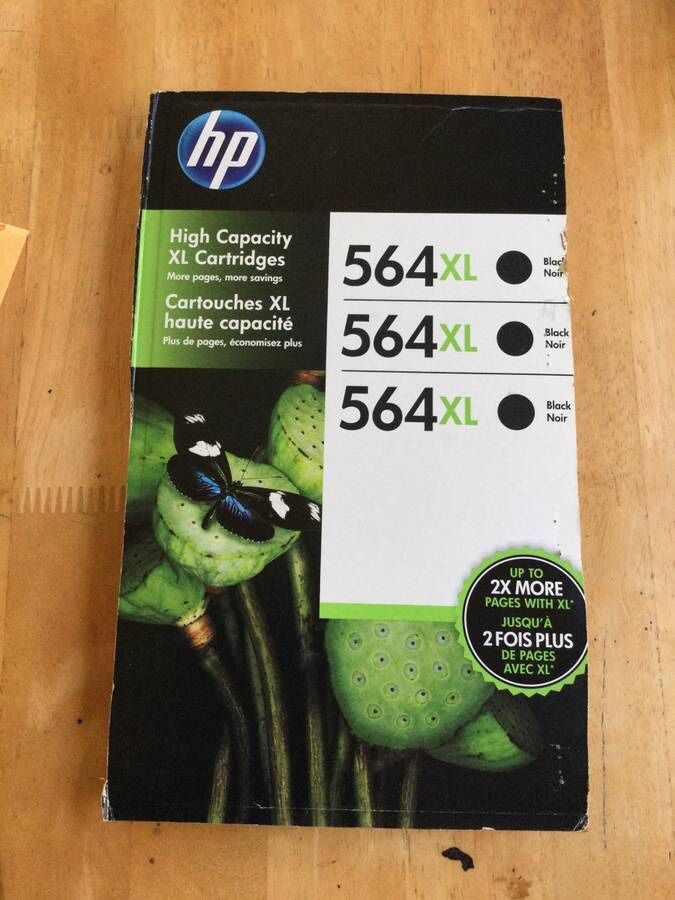 hp
High Capacity
XL Cartridges
More pages, more savings
Cartouches XL
haute capacité
Plus de pages, économisez plus
564XL
Black
Noir
564XL
Black
Noir
564XL
Black
Noir
UP TO
2X MORE
PAGES WITH XL*
JUSQU'À
2 FOIS PLUS
DE PAGES
AVEC XL*